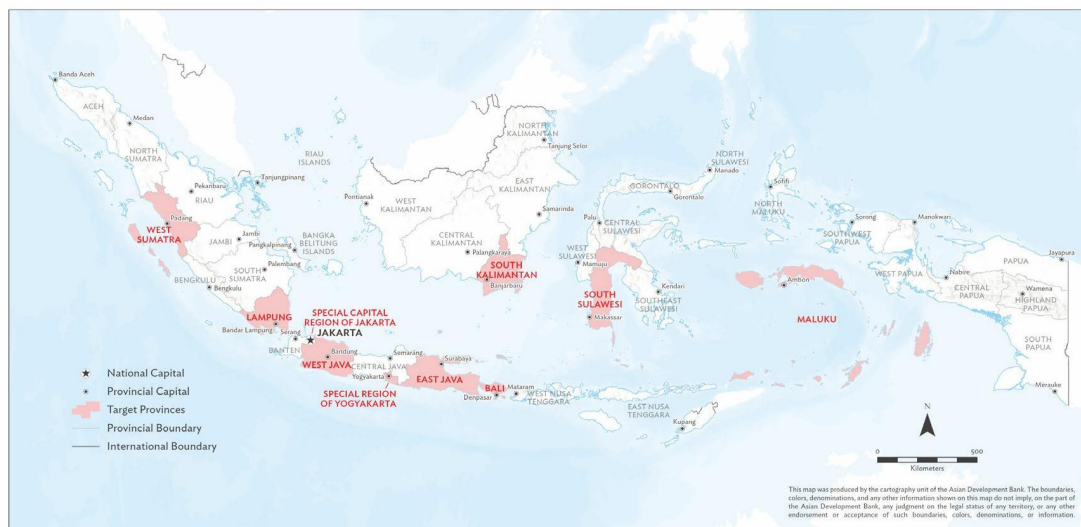 Banda Aceh
ACEH
Medan
NORTH
SUMATRA
RIAU
ISLANDS
Tanjungpinang
Pekanbaru
RIAU
Padang
WEST
SUMATRA
Jambi
JAMBI
Pangkalpinang
BANGKA
BELITUNG
ISLANDS
Palembang
SOUTH
SUMATRA
BENGKULU
Bengkulu
LAMPUNG
Bandar Lampung
SPECIAL CAPITAL
REGION OF JAKARTA
JAKARTA
Serang
BANTEN
Bandung
WEST JAVA
Semarang
CENTRAL JAVA
Yogyakarta
SPECIAL REGION
OF YOGYAKARTA
Surabaya
EAST JAVA
BALI
Denpasar
Mataram
WEST NUSA
TENGGARA
EAST NUSA
TENGGARA
Kupang
NORTH
KALIMANTAN
Tanjung Selor
EAST
KALIMANTAN
Pontianak
WEST
KALIMANTAN
Samarinda
CENTRAL
KALIMANTAN
Palangkaraya
SOUTH
KALIMANTAN
Banjarbaru
NORTH
SULAWESI
Manado
GORONTALO
Gorontalo
Palu
CENTRAL
SULAWESI
WEST
SULAWESI
Mamuju
SOUTH
SULAWESI
Makassar
Kendari
SOUTHEAST
SULAWESI
Sofifi
NORTH
MALUKU
Ambon
MALUKU
Sorong
SOUTHWEST
PAPUA
Manokwari
WEST PAPUA
Jayapura
PAPUA
Nabire
CENTRAL
PAPUA
Wamena
HIGHLAND
PAPUA
SOUTH
PAPUA
Merauke
National Capital
Provincial Capital
Target Provinces
Provincial Boundary
International Boundary
N
0 500
Kilometers
This map was produced by the cartography unit of the Asian Development Bank. The boundaries,
colors, denominations, and any other information shown on this map do not imply, on the part of
the Asian Development Bank, any judgment on the legal status of any territory, or any other
endorsement or acceptance of such boundaries, colors, denominations, or information.